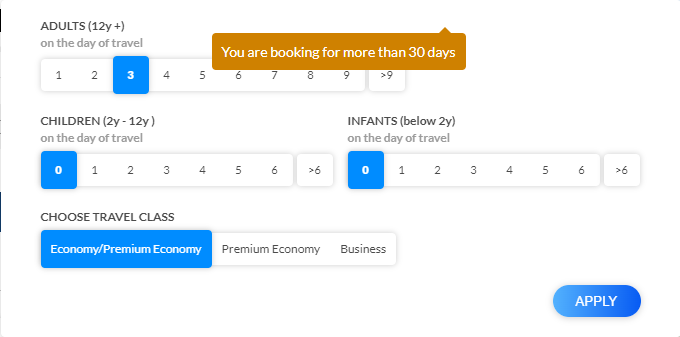 ADULTS (12y +)
on the day of travel
You are booking for more than 30 days
1 2 3 4 5 6 7 8 9 >9
CHILDREN (2y - 12y )
on the day of travel
0 1 2 3 4 5 6 >6
INFANTS (below 2y)
on the day of travel
0 1 2 3 4 5 6 >6
CHOOSE TRAVEL CLASS
Economy/Premium Economy Premium Economy Business
APPLY